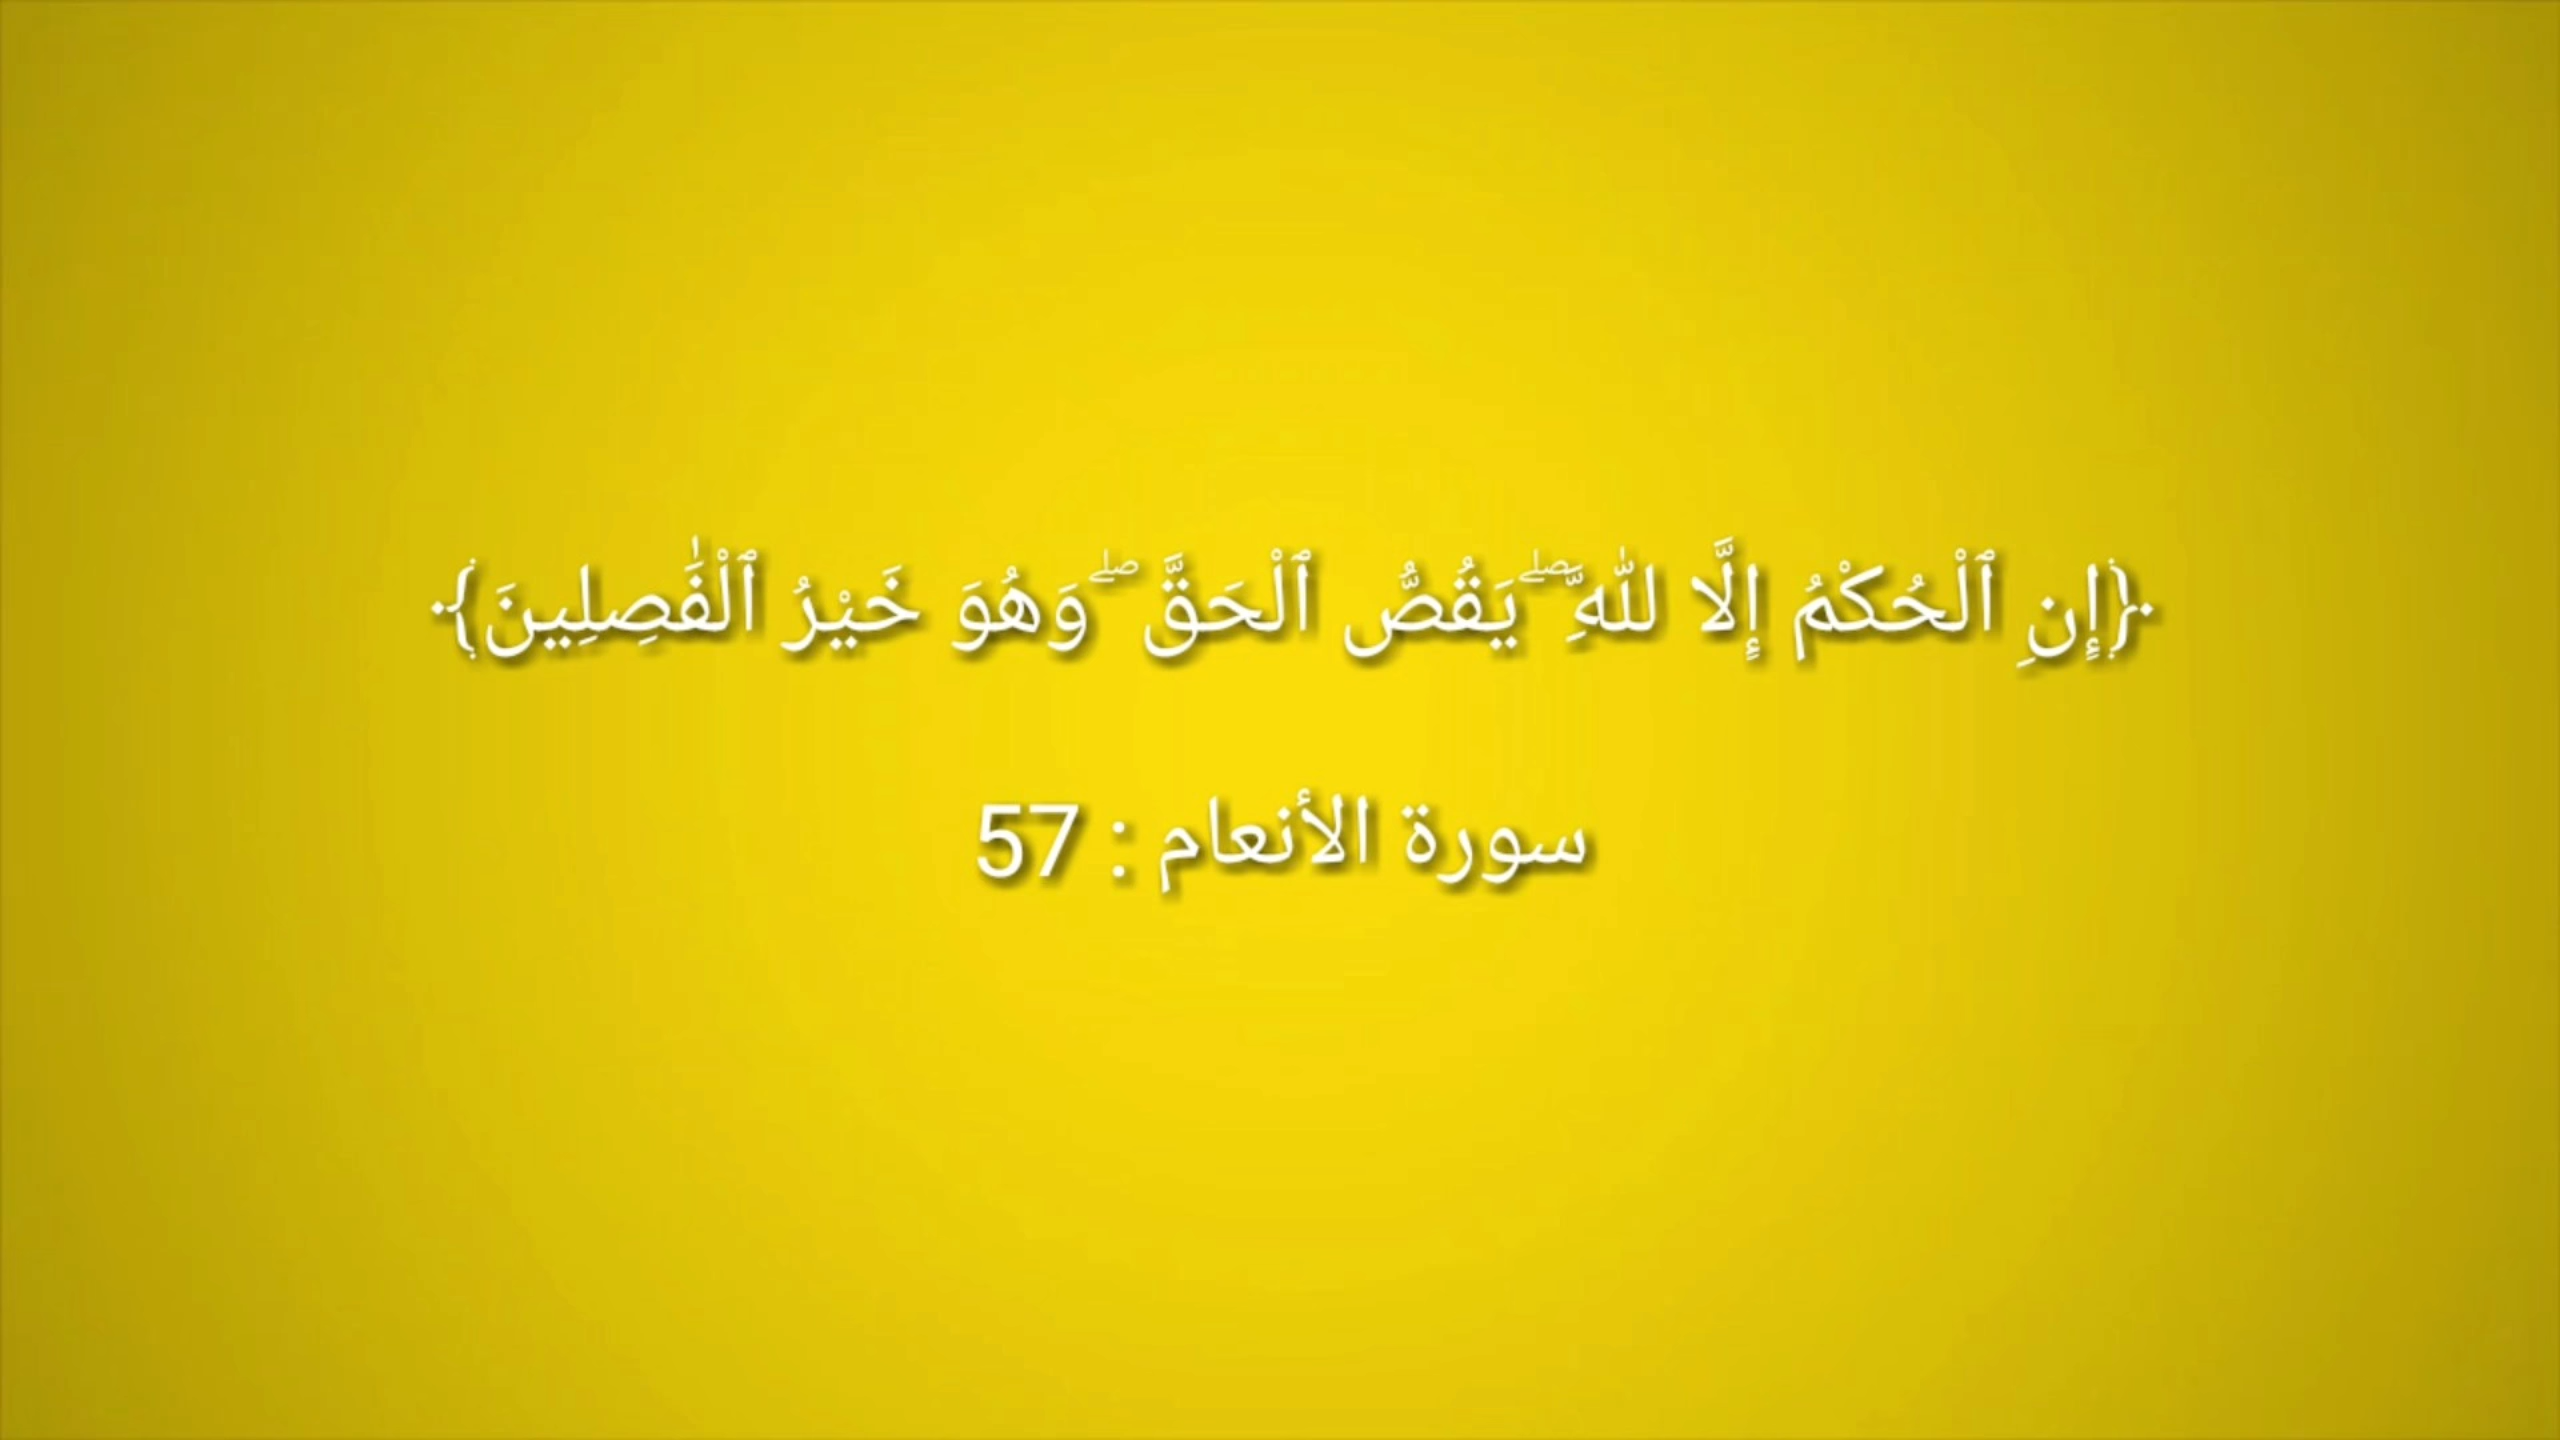 ﴿إِنِ ٱلْحُكْمُ إِلَّا لِلَّهِ ۖ يَقُصُّ ٱلْحَقَّ ۖ وَهُوَ خَيْرُ ٱلْفَٰصِلِينَ﴾
سورة الأنعام : 57